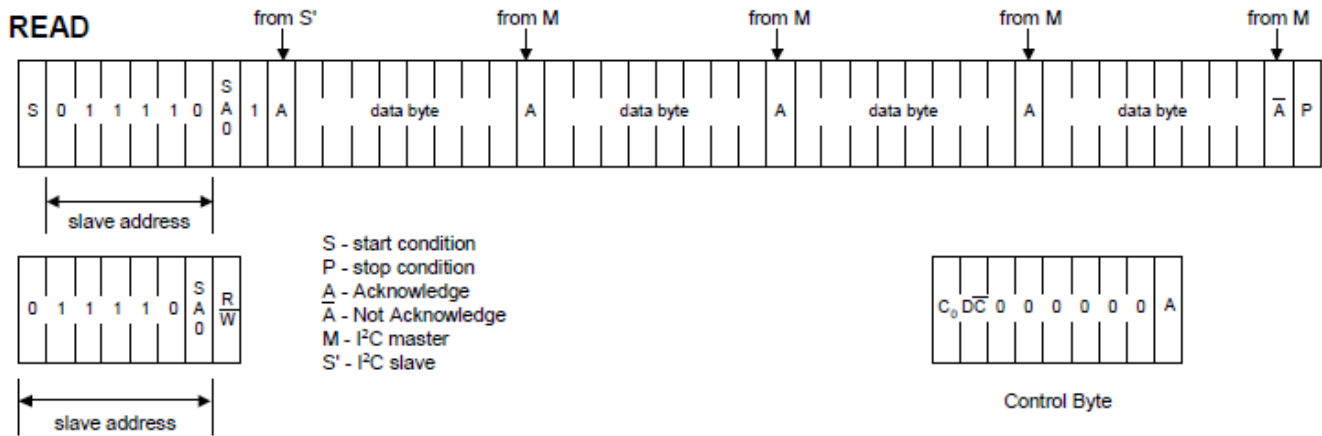 READ
from S' from M from M from M from M
S 0 1 1 1 1 0 SA0 1 A data byte A data byte A data byte A data byte A̅ P
slave address
0 1 1 1 1 0 SA0 R/W̅
slave address
S - start condition
P - stop condition
A - Acknowledge
A̅ - Not Acknowledge
M - I²C master
S' - I²C slave
C₀ DC̅ 0 0 0 0 0 0 A
Control Byte